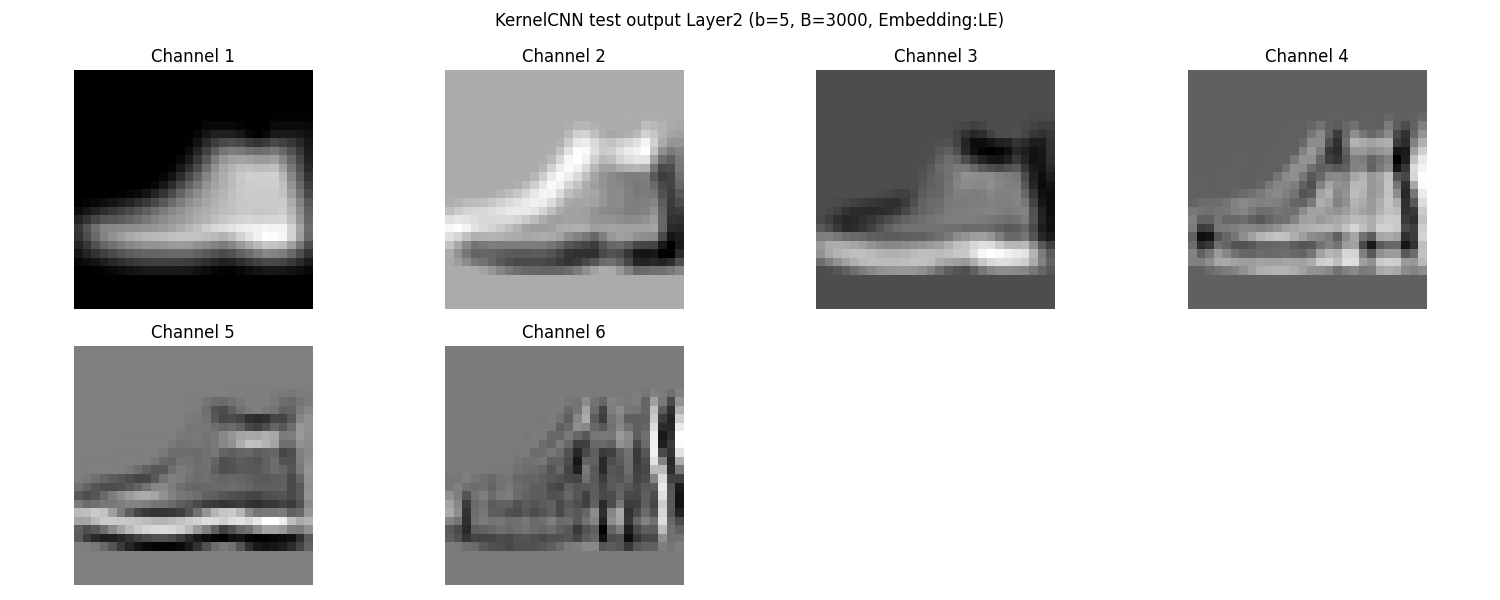 KernelCNN test output Layer2 (b=5, B=3000, Embedding:LE)
Channel 1
Channel 2
Channel 3
Channel 4
Channel 5
Channel 6